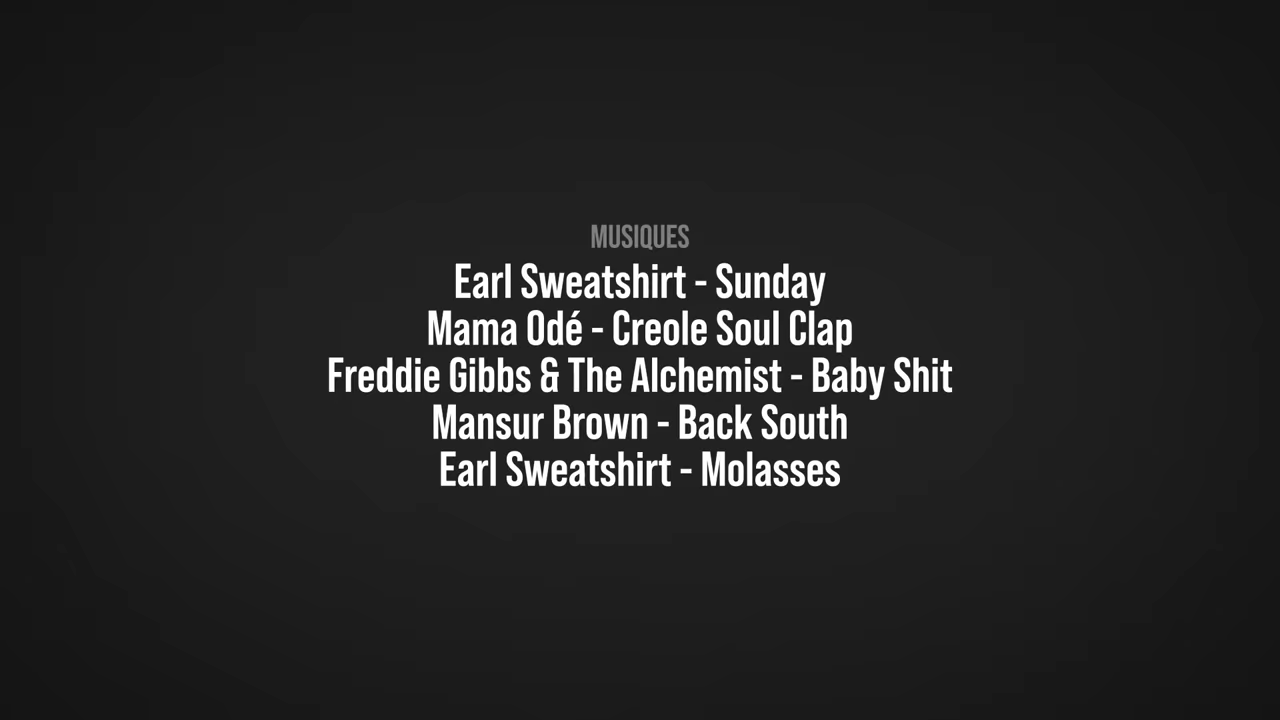 MUSIQUES
Earl Sweatshirt - Sunday
Mama Odé - Creole Soul Clap
Freddie Gibbs & The Alchemist - Baby Shit
Mansur Brown - Back South
Earl Sweatshirt - Molasses